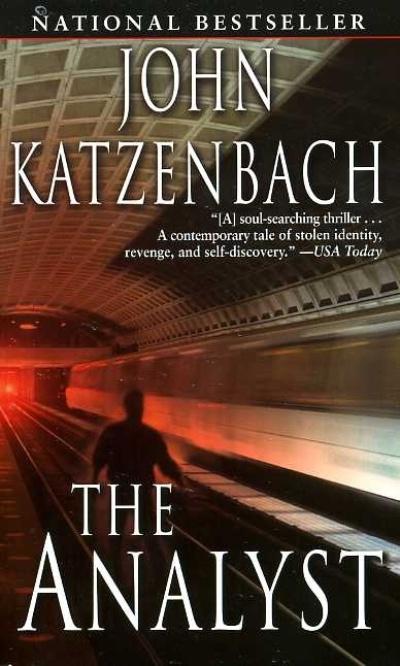 NATIONAL BESTSELLER
JOHN
KATZENBACH
"[A] soul-searching thriller . . .
A contemporary tale of stolen identity,
revenge, and self-discovery." —USA Today
THE
ANALYST